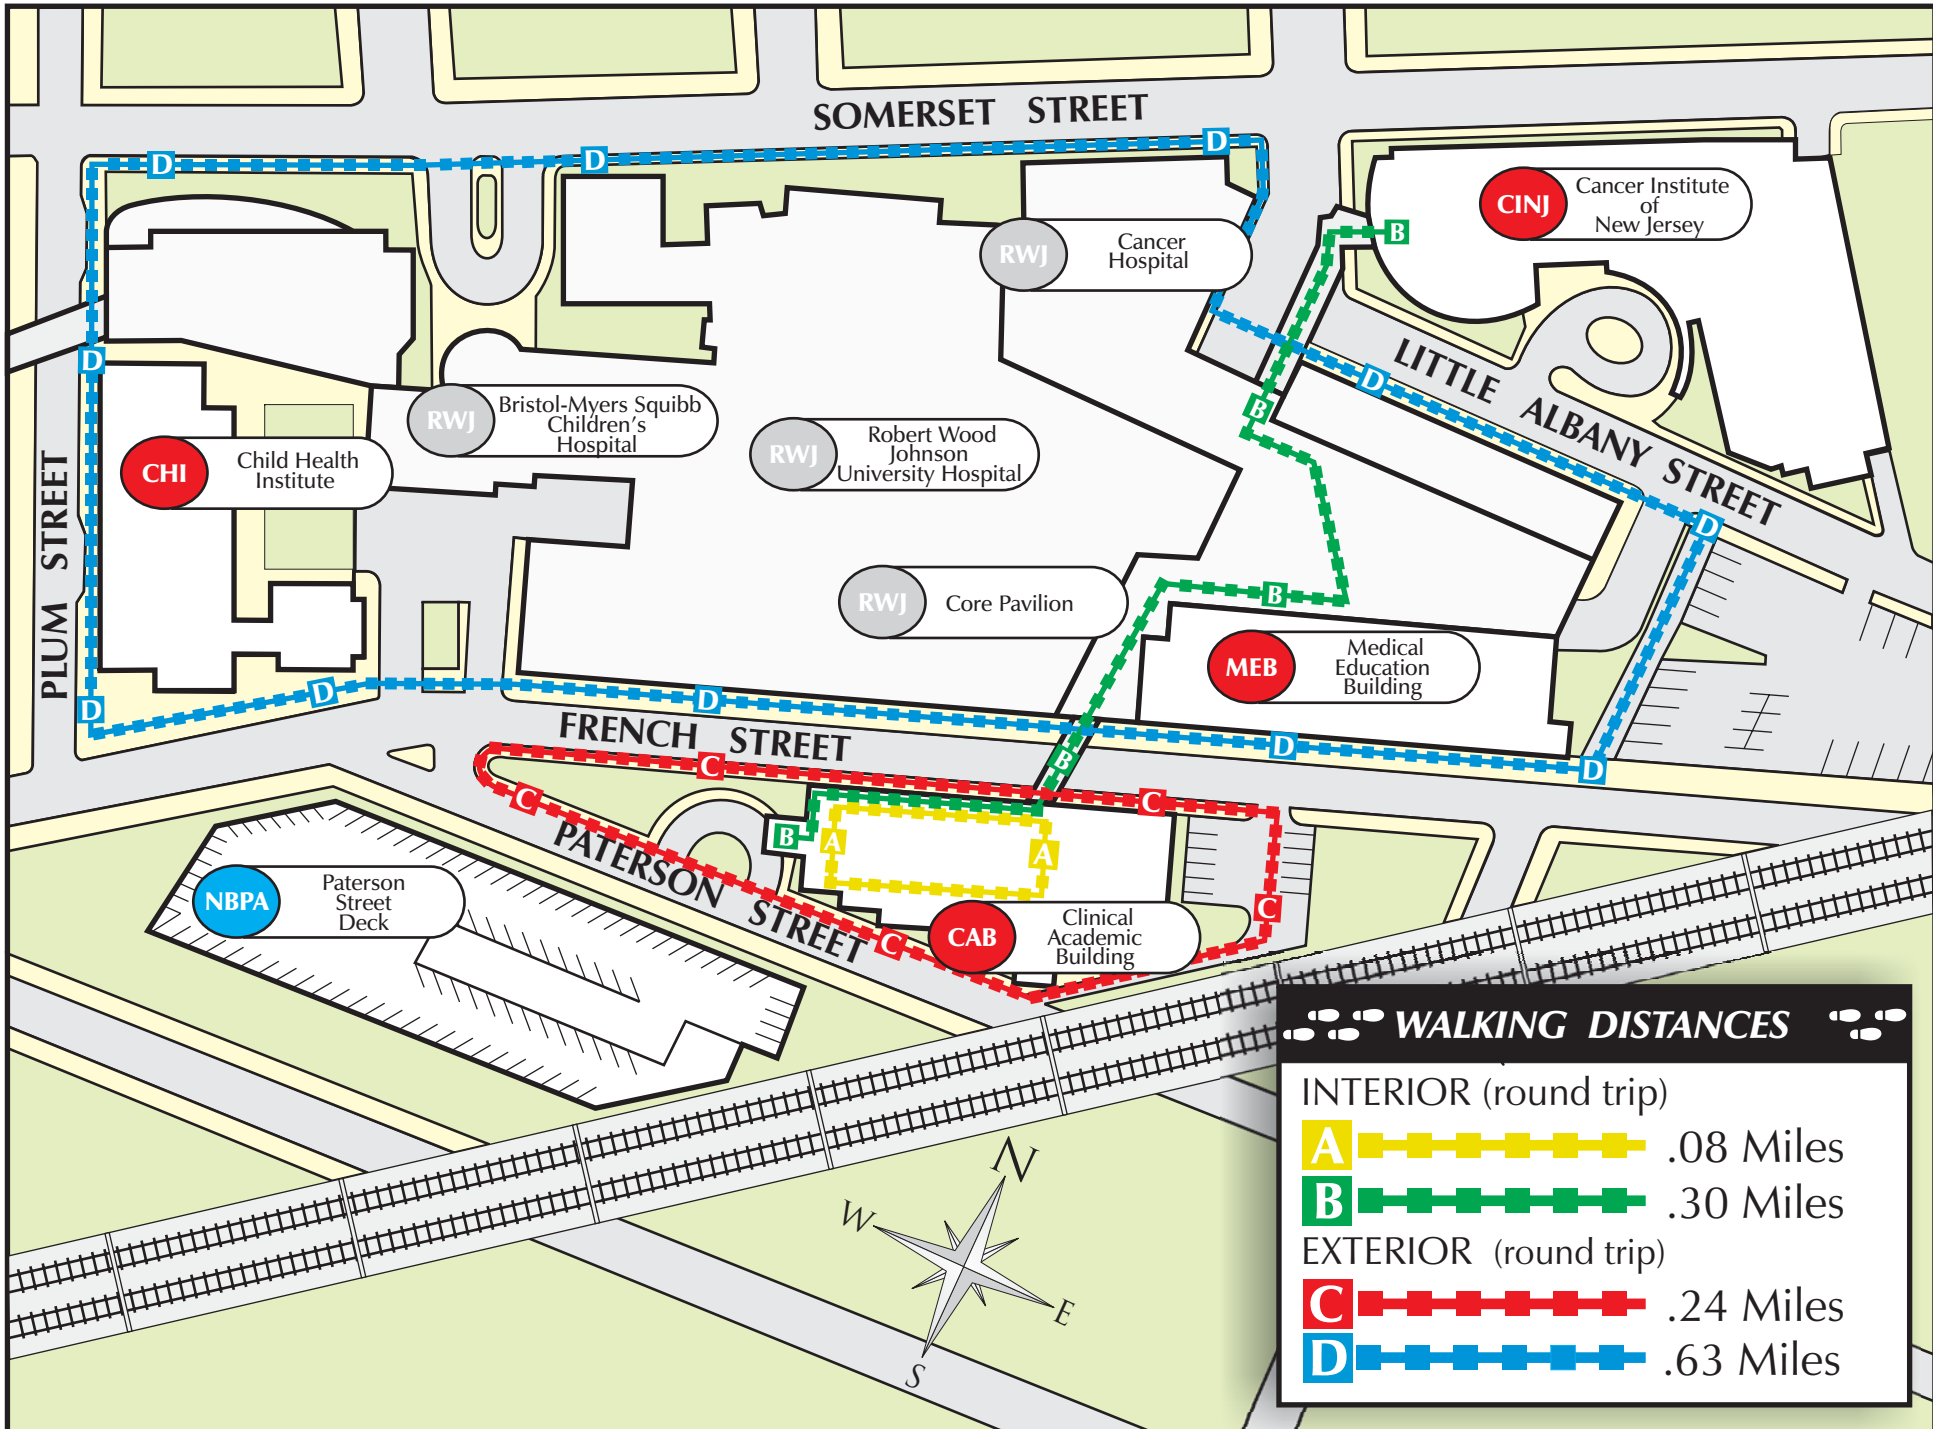 SOMERSET STREET
D
D
D
CINJ
Cancer Institute
of
New Jersey
B
RWJ
Cancer
Hospital
D
D
LITTLE ALBANY STREET
B
RWJ
Bristol-Myers Squibb
Children's
Hospital
RWJ
Robert Wood
Johnson
University Hospital
CHI
Child Health
Institute
PLUM STREET
D
RWJ
Core Pavilion
B
MEB
Medical
Education
Building
D
D
D
FRENCH STREET
D
B
D
C
C
C
B
A
A
PATERSON STREET
NBPA
Paterson
Street
Deck
C
C
CAB
Clinical
Academic
Building
WALKING DISTANCES
INTERIOR (round trip)
A .08 Miles
B .30 Miles
EXTERIOR (round trip)
C .24 Miles
D .63 Miles
N
W
E
S